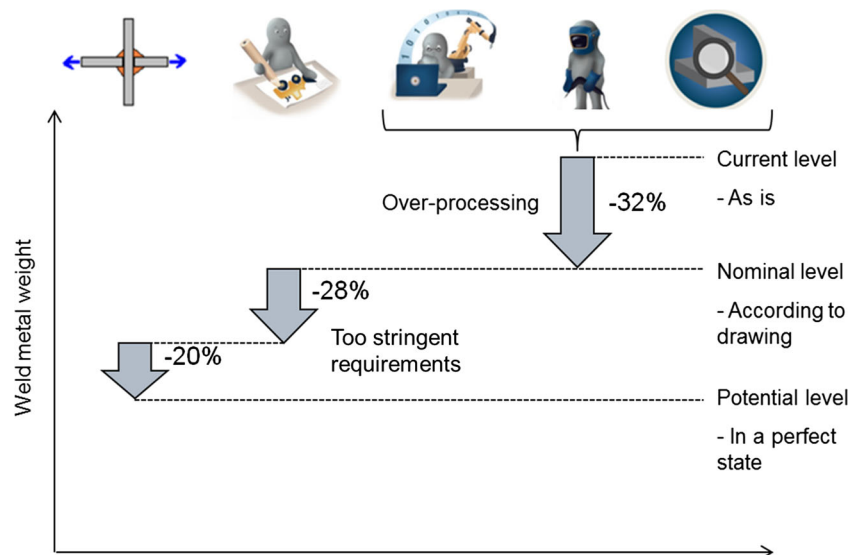 1010101
Current level
Over-processing
-32%
- As is
Weld metal weight
Nominal level
-28%
- According to
drawing
Too stringent
requirements
-20%
Potential level
- In a perfect
state